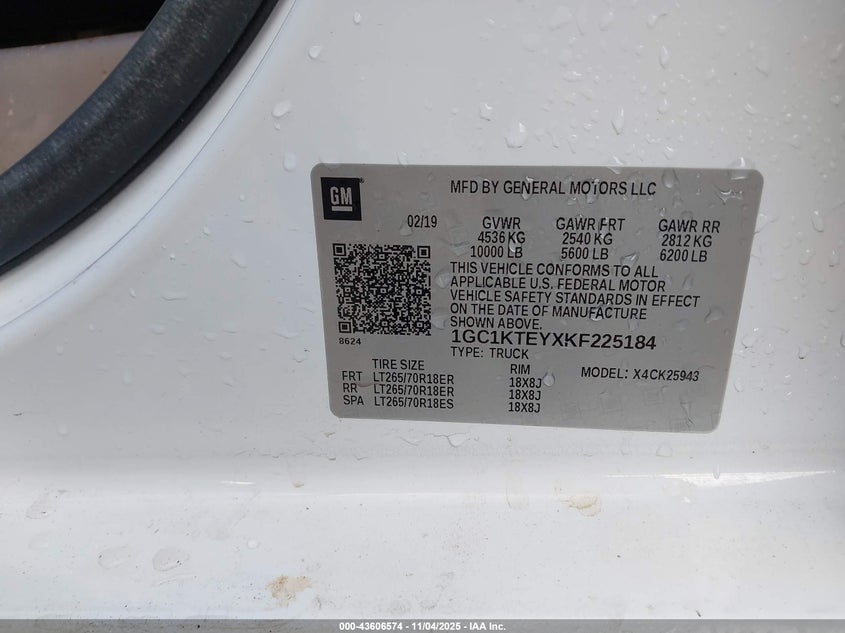 GM
MFD BY GENERAL MOTORS LLC
02/19 GVWR GAWR FRT GAWR RR
4536 KG 2540 KG 2812 KG
10000 LB 5600 LB 6200 LB
THIS VEHICLE CONFORMS TO ALL
APPLICABLE U.S. FEDERAL MOTOR
VEHICLE SAFETY STANDARDS IN EFFECT
ON THE DATE OF MANUFACTURE
SHOWN ABOVE.
8624
1GC1KTEYXKF225184
TYPE: TRUCK
TIRE SIZE RIM MODEL: X4CK25943
FRT LT265/70R18ER 18X8J
RR LT265/70R18ER 18X8J
SPA LT265/70R18ES 18X8J
000-43606574 - 11/04/2025 - IAA Inc.